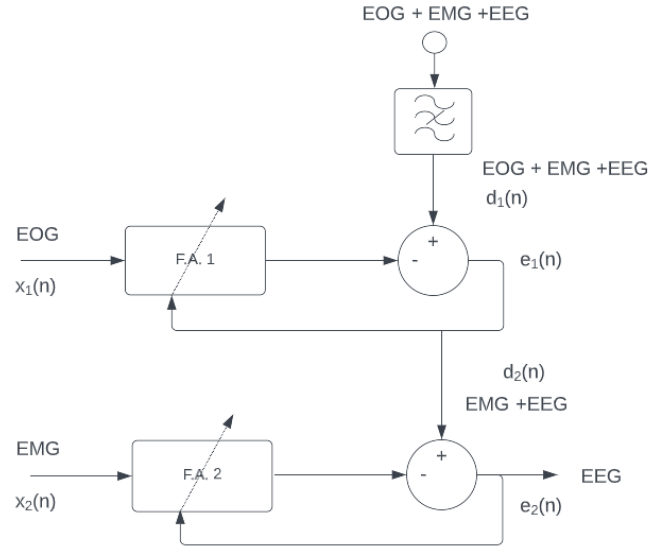 EOG + EMG +EEG
EOG + EMG +EEG
d₁(n)
EOG
F.A. 1
+
-
e₁(n)
x₁(n)
d₂(n)
EMG +EEG
EMG
F.A. 2
+
-
EEG
x₂(n)
e₂(n)